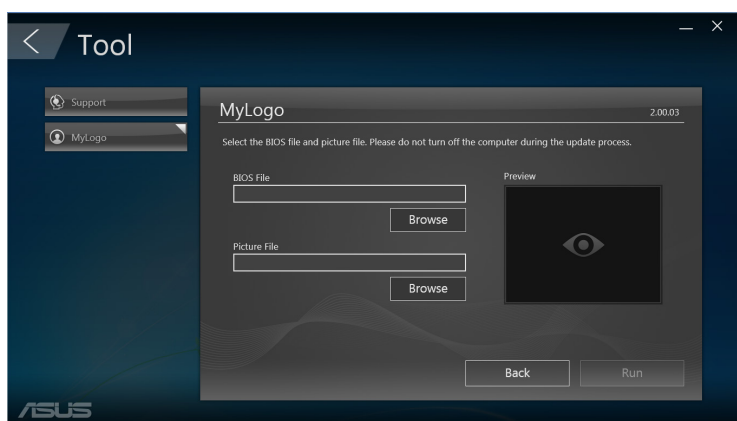 Tool
Support
MyLogo
MyLogo
2.00.03
Select the BIOS file and picture file. Please do not turn off the computer during the update process.
BIOS File
Browse
Picture File
Browse
Preview
Back
Run
ASUS